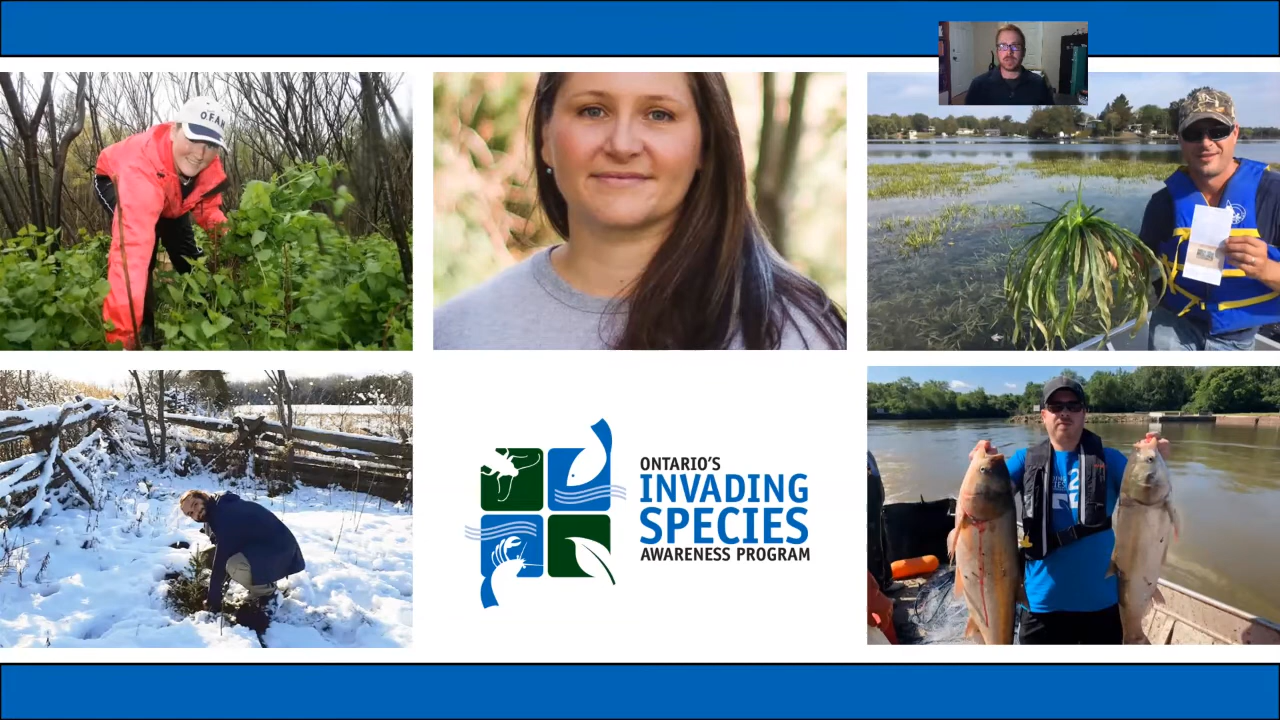 OFAH
ONTARIO'S
INVADING
SPECIES
AWARENESS PROGRAM